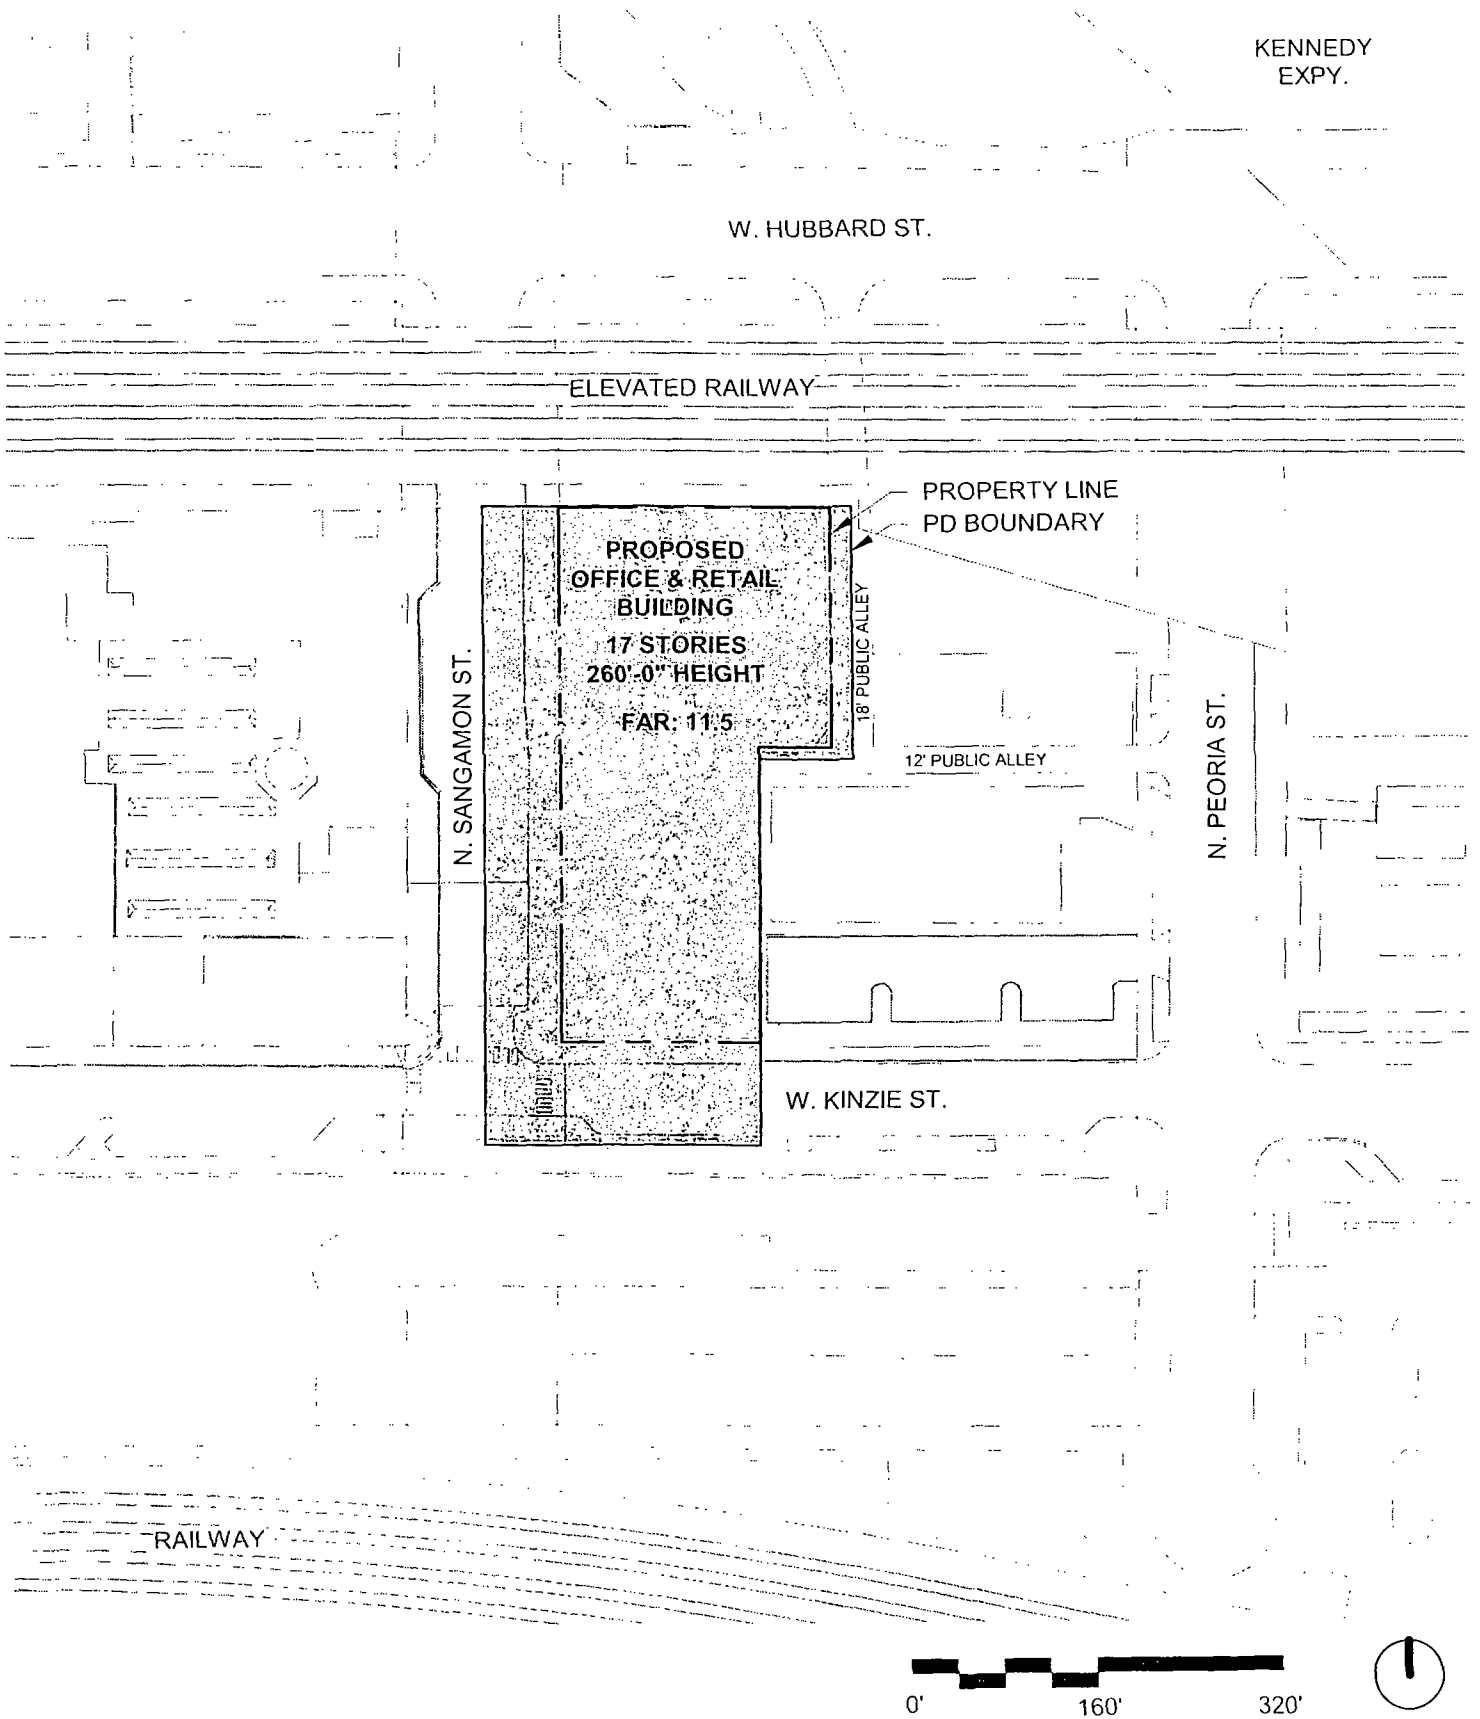 KENNEDY
EXPY.
W. HUBBARD ST.
ELEVATED RAILWAY
PROPERTY LINE
PD BOUNDARY
PROPOSED
OFFICE & RETAIL
BUILDING
17 STORIES
260'-0" HEIGHT
FAR: 11.5
18' PUBLIC ALLEY
N. SANGAMON ST.
12' PUBLIC ALLEY
N. PEORIA ST.
W. KINZIE ST.
RAILWAY
0'
160'
320'